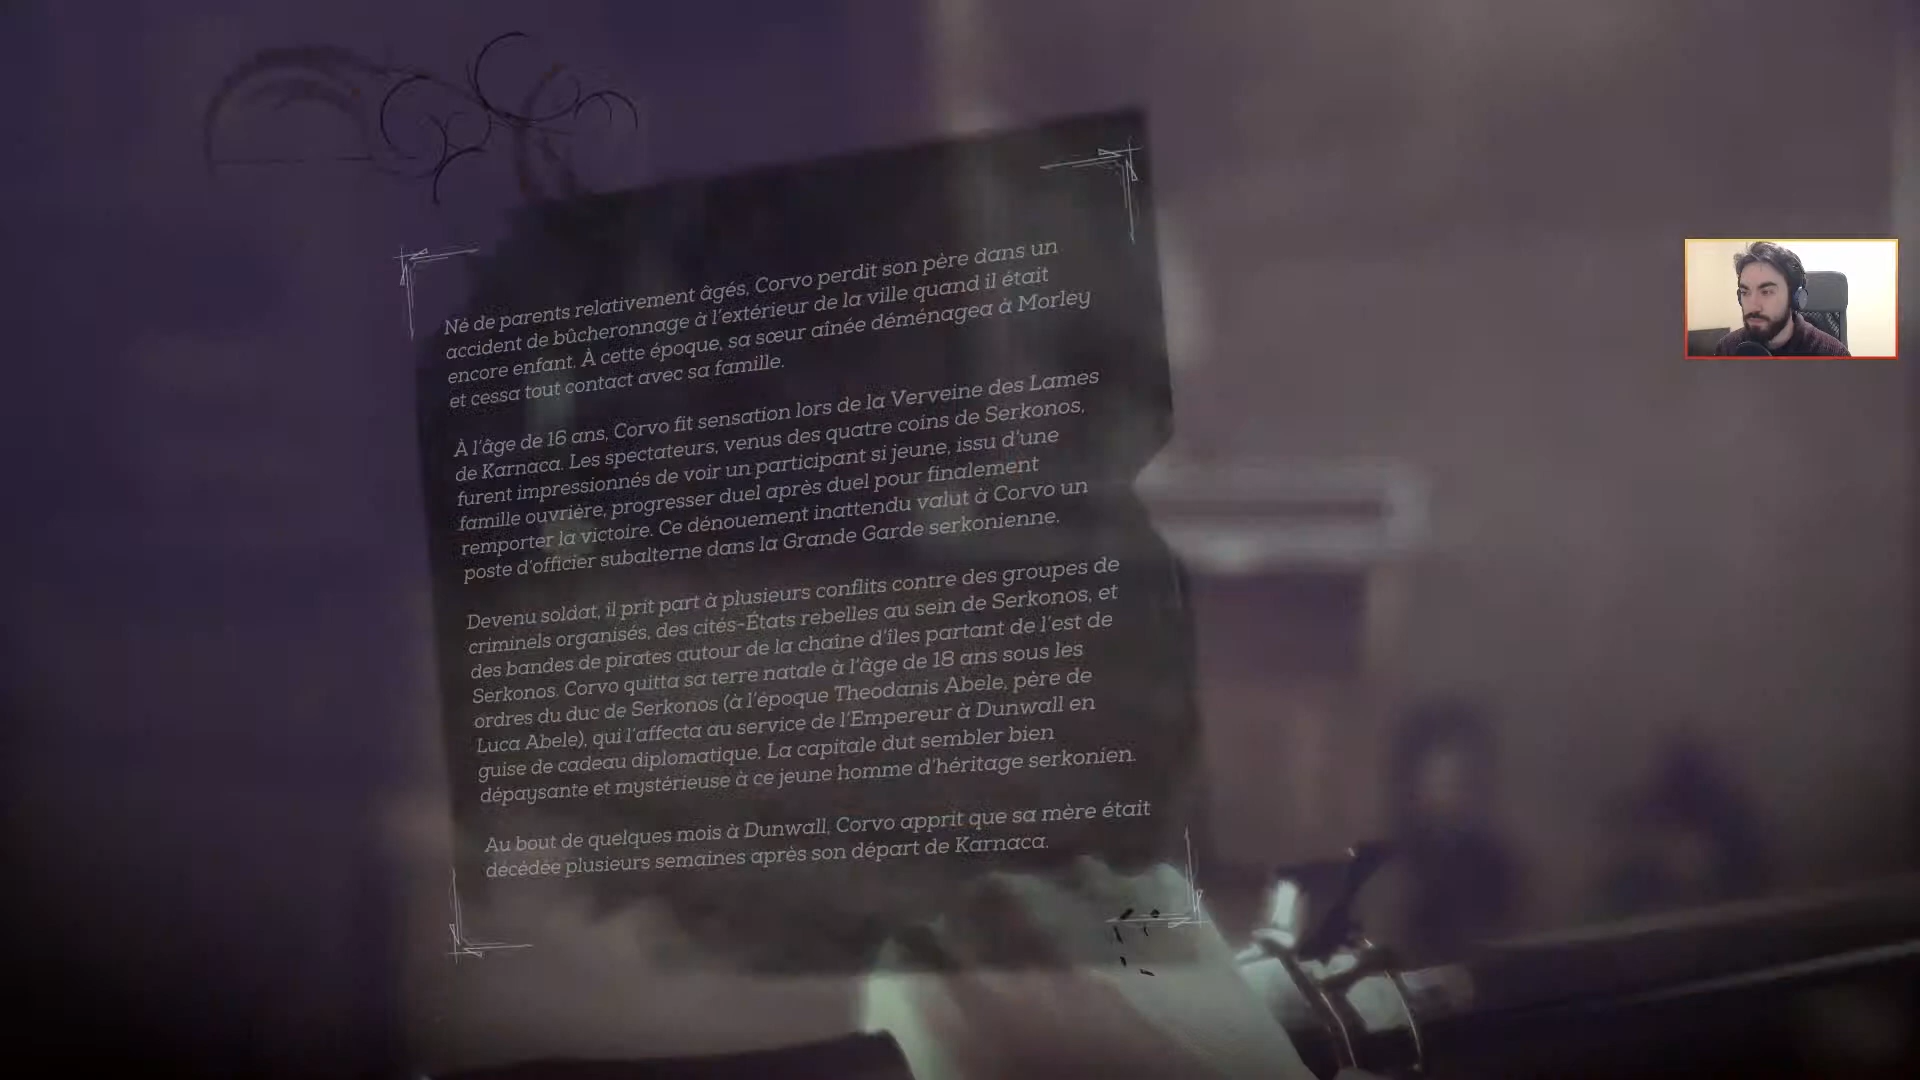 Né de parents relativement âgés, Corvo perdit son père dans un
accident de bûcheronnage à l'extérieur de la ville quand il était
encore enfant. À cette époque, sa sœur aînée déménagea à Morley
et cessa tout contact avec sa famille.
À l'âge de 16 ans, Corvo fit sensation lors de la Verveine des Lames
de Karnaca. Les spectateurs, venus des quatre coins de Serkonos,
furent impressionnés de voir un participant si jeune, issu d'une
famille ouvrière, progresser duel après duel pour finalement
remporter la victoire. Ce dénouement inattendu valut à Corvo un
poste d'officier subalterne dans la Grande Garde serkonienne.
Devenu soldat, il prit part à plusieurs conflits contre des groupes de
criminels organisés, des cités-États rebelles au sein de Serkonos, et
des bandes de pirates autour de la chaîne d'îles partant de l'est de
Serkonos. Corvo quitta sa terre natale à l'âge de 18 ans sous les
ordres du duc de Serkonos (à l'époque Theodanis Abele, père de
Luca Abele), qui l'affecta au service de l'Empereur à Dunwall en
guise de cadeau diplomatique. La capitale dut sembler bien
dépaysante et mystérieuse à ce jeune homme d'héritage serkonien.
Au bout de quelques mois à Dunwall, Corvo apprit que sa mère était
décédée plusieurs semaines après son départ de Karnaca.